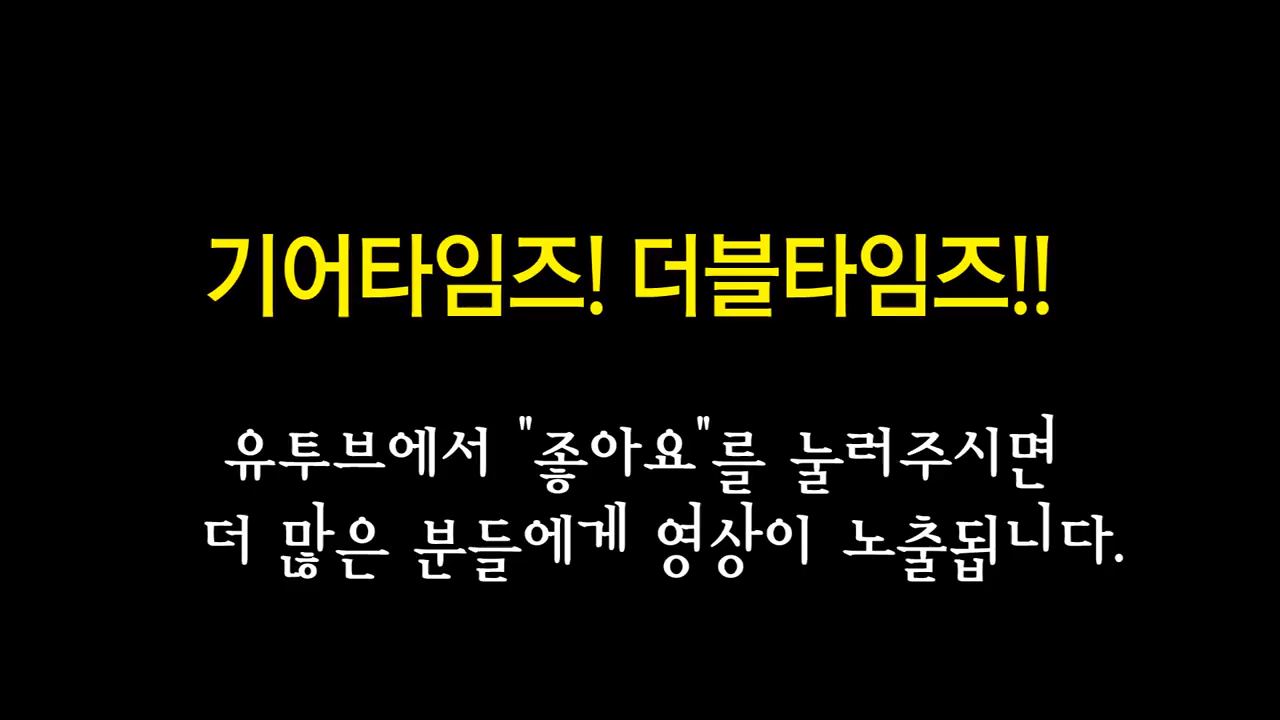 기어타임즈! 더블타임즈!!
유투브에서 "좋아요"를 눌러주시면
더 많은 분들에게 영상이 노출됩니다.